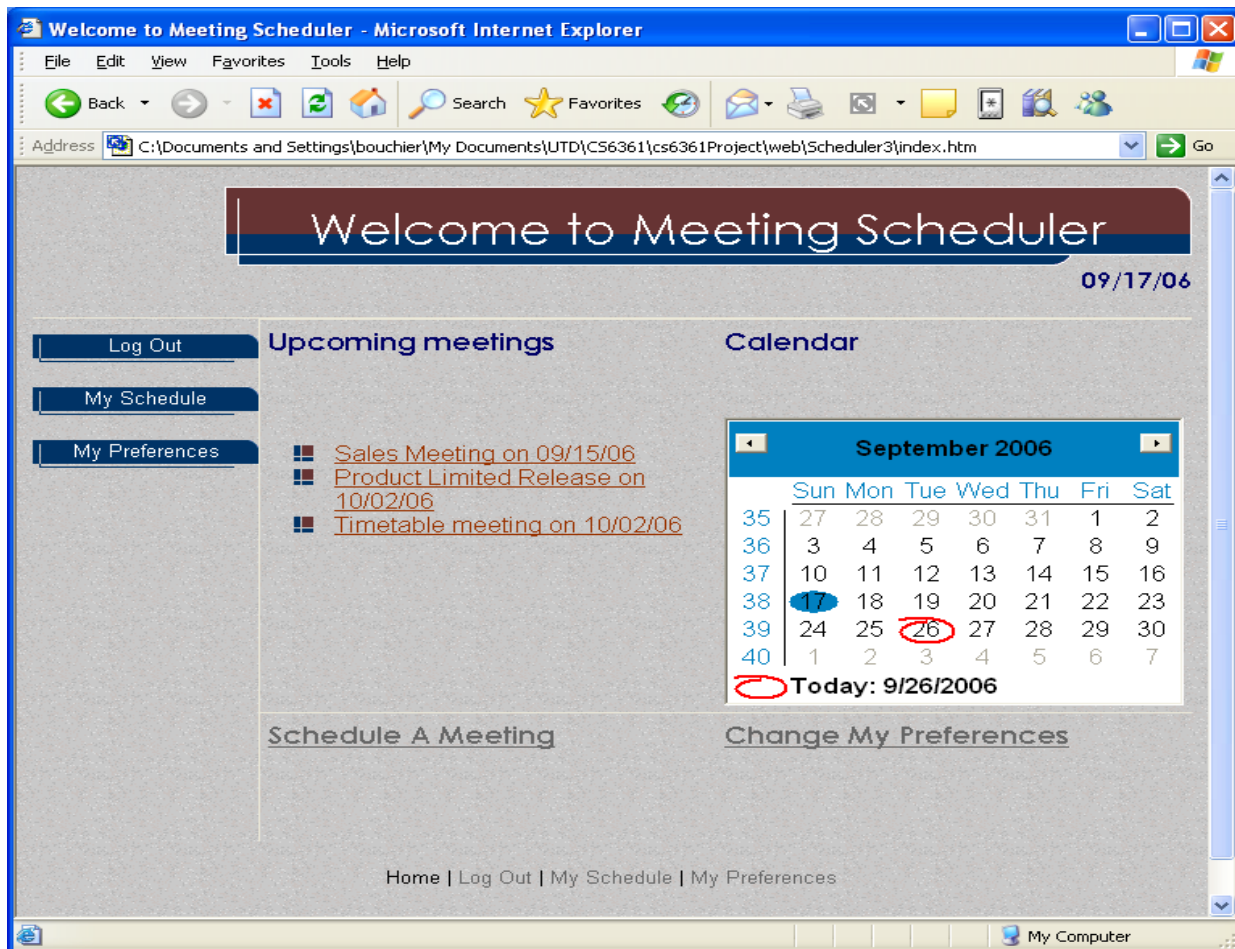 Welcome to Meeting Scheduler - Microsoft Internet Explorer
File Edit View Favorites Tools Help
Back Search Favorites
Address C:\Documents and Settings\bouchier\My Documents\UTD\CS6361\cs6361Project\web\Scheduler3\index.htm Go
Welcome to Meeting Scheduler
09/17/06
Log Out
My Schedule
My Preferences
Upcoming meetings
Sales Meeting on 09/15/06
Product Limited Release on
10/02/06
Timetable meeting on 10/02/06
Calendar
September 2006
Sun Mon Tue Wed Thu Fri Sat
35 27 28 29 30 31 1 2
36 3 4 5 6 7 8 9
37 10 11 12 13 14 15 16
38 17 18 19 20 21 22 23
39 24 25 26 27 28 29 30
40 1 2 3 4 5 6 7
Today: 9/26/2006
Schedule A Meeting
Change My Preferences
Home | Log Out | My Schedule | My Preferences
My Computer